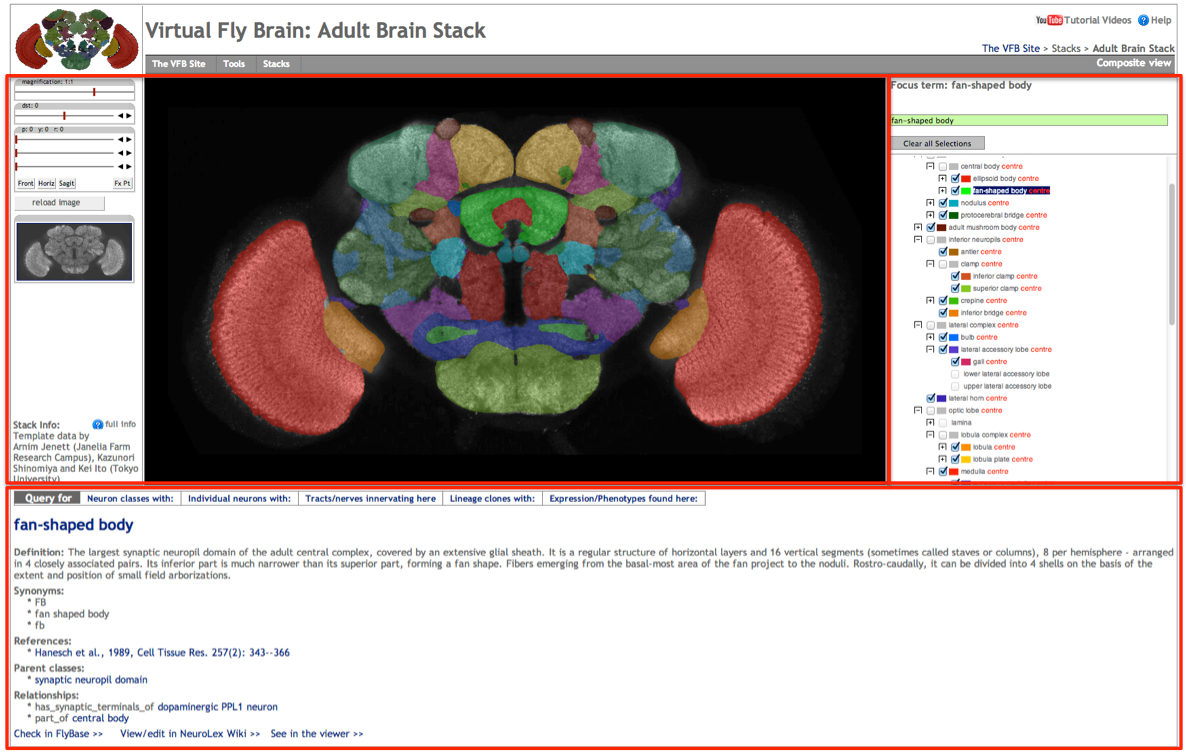 Virtual Fly Brain: Adult Brain Stack
YouTube Tutorial Videos ? Help
The VFB Site > Stacks > Adult Brain Stack
The VFB Site Tools Stacks
Composite view
magnification: 1:1
dst: 0
p: 0 y: 0 r: 0
Front Horiz Sagit Fx Pt
reload image
Stack Info: ? full info
Template data by
Arnim Jenett (Janelia Farm
Research Campus), Kazunori
Shinomiya and Kei Ito (Tokyo
University)
Focus term: fan-shaped body
fan-shaped body
Clear all Selections
central body centre
ellipsoid body centre
fan-shaped body centre
nodulus centre
protocerebral bridge centre
adult mushroom body centre
inferior neuropils centre
antler centre
clamp centre
inferior clamp centre
superior clamp centre
crepine centre
inferior bridge centre
lateral complex centre
bulb centre
lateral accessory lobe centre
gall centre
lower lateral accessory lobe
upper lateral accessory lobe
lateral horn centre
optic lobe centre
lamina
lobula complex centre
lobula centre
lobula plate centre
medulla centre
Query for Neuron classes with: Individual neurons with: Tracts/nerves innervating here Lineage clones with: Expression/Phenotypes found here:
fan-shaped body
Definition: The largest synaptic neuropil domain of the adult central complex, covered by an extensive glial sheath. It is a regular structure of horizontal layers and 16 vertical segments (sometimes called staves or columns), 8 per hemisphere - arranged
in 4 closely associated pairs. Its inferior part is much narrower than its superior part, forming a fan shape. Fibers emerging from the basal-most area of the fan project to the noduli. Rostro-caudally, it can be divided into 4 shells on the basis of the
extent and position of small field arborizations.
Synonyms:
* FB
* fan shaped body
* fb
References:
* Hanesch et al., 1989, Cell Tissue Res. 257(2): 343--366
Parent classes:
* synaptic neuropil domain
Relationships:
* has_synaptic_terminals_of dopaminergic PPL1 neuron
* part_of central body
Check in FlyBase >> View/edit in NeuroLex Wiki >> See in the viewer >>